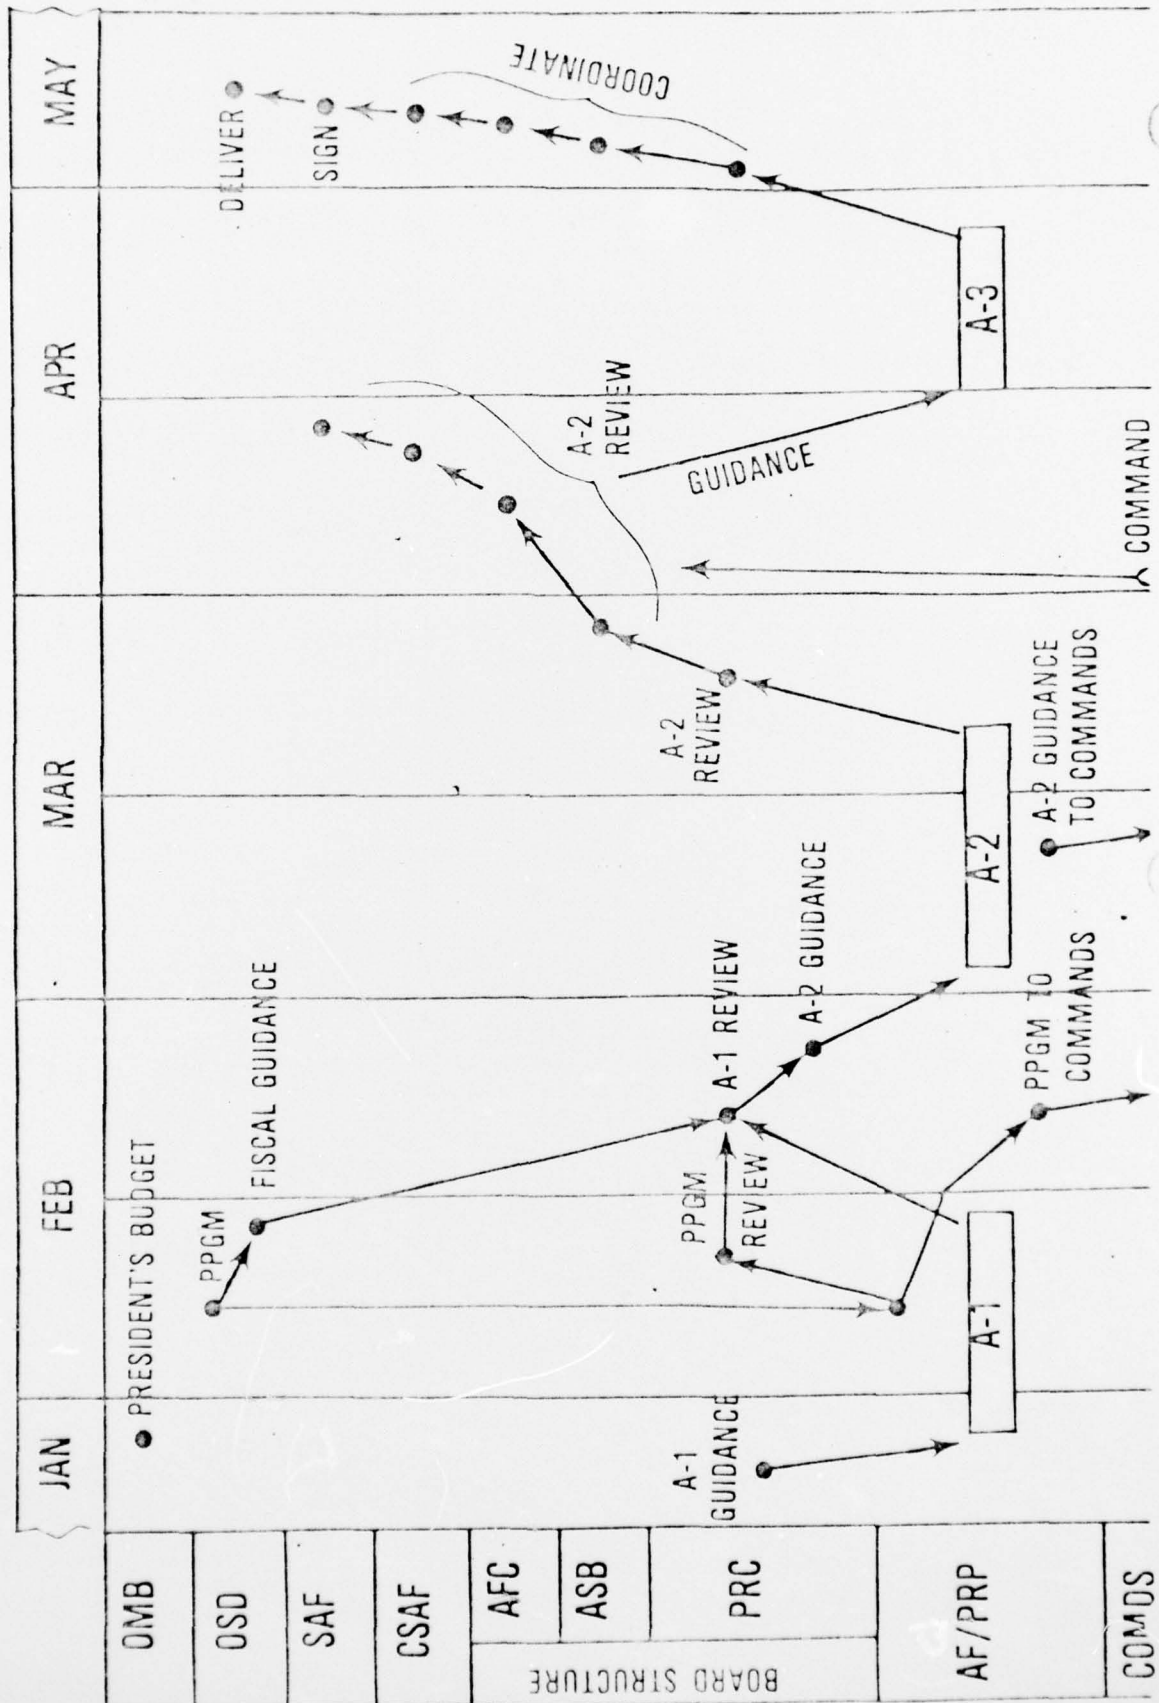 JAN
FEB
MAR
APR
MAY
OMB
OSD
SAF
CSAF
BOARD STRUCTURE
AFC
ASB
PRC
AF/PRP
COMDS
PRESIDENT'S BUDGET
PPGM
FISCAL GUIDANCE
DELIVER
SIGN
COORDINATE
A-2
REVIEW
A-1
GUIDANCE
PPGM
REVIEW
A-1 REVIEW
A-2 GUIDANCE
A-2
REVIEW
GUIDANCE
A-1
A-2
A-3
PPGM TO
COMMANDS
A-2 GUIDANCE
TO COMMANDS
COMMAND